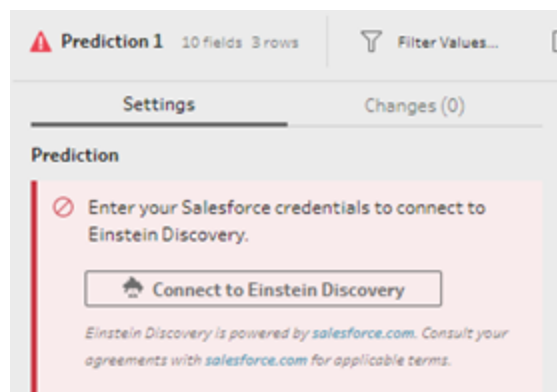 Prediction 1 10 fields 3 rows Filter Values...
Settings Changes (0)
Prediction
Enter your Salesforce credentials to connect to
Einstein Discovery.
Connect to Einstein Discovery
Einstein Discovery is powered by salesforce.com. Consult your
agreements with salesforce.com for applicable terms.